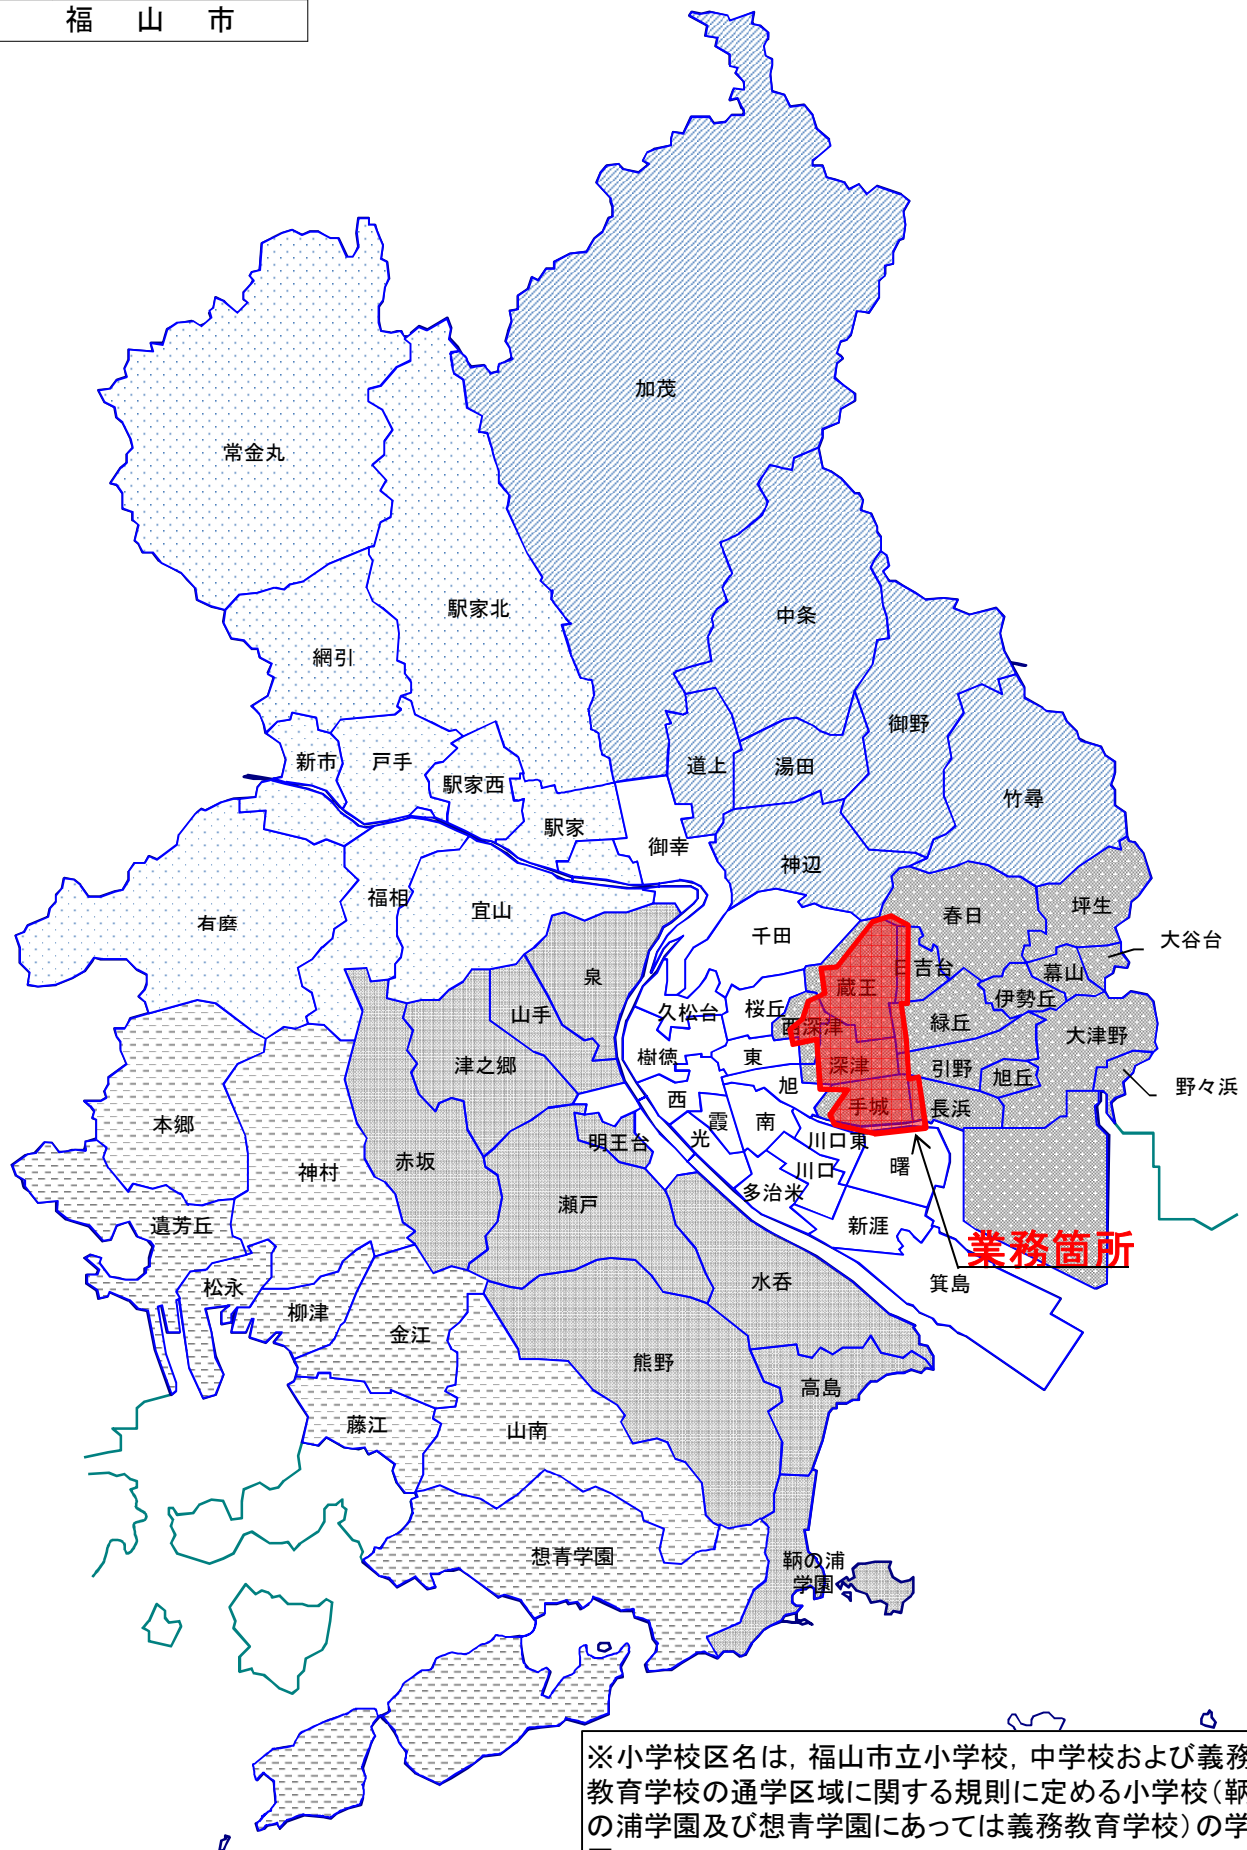 福山市
加茂
常金丸
駅家北
中条
網引
御野
新市
戸手
道上
湯田
駅家西
竹尋
駅家
御幸
神辺
福相
宜山
有磨
春日
坪生
千田
大谷台
泉
日吉台
幕山
蔵王
伊勢丘
山手
久松台
桜丘
西深津
緑丘
大津野
津之郷
樹徳
東
深津
引野
旭丘
旭
野々浜
西
手城
長浜
本郷
霞
南
明王台
光
川口東
赤坂
神村
川口
曙
多治米
瀬戸
遺芳丘
新涯
業務箇所
松永
水呑
箕島
柳津
金江
熊野
高島
藤江
山南
想青学園
鞆の浦
学園
※小学校区名は，福山市立小学校，中学校および義務
教育学校の通学区域に関する規則に定める小学校（鞆
の浦学園及び想青学園にあっては義務教育学校）の学